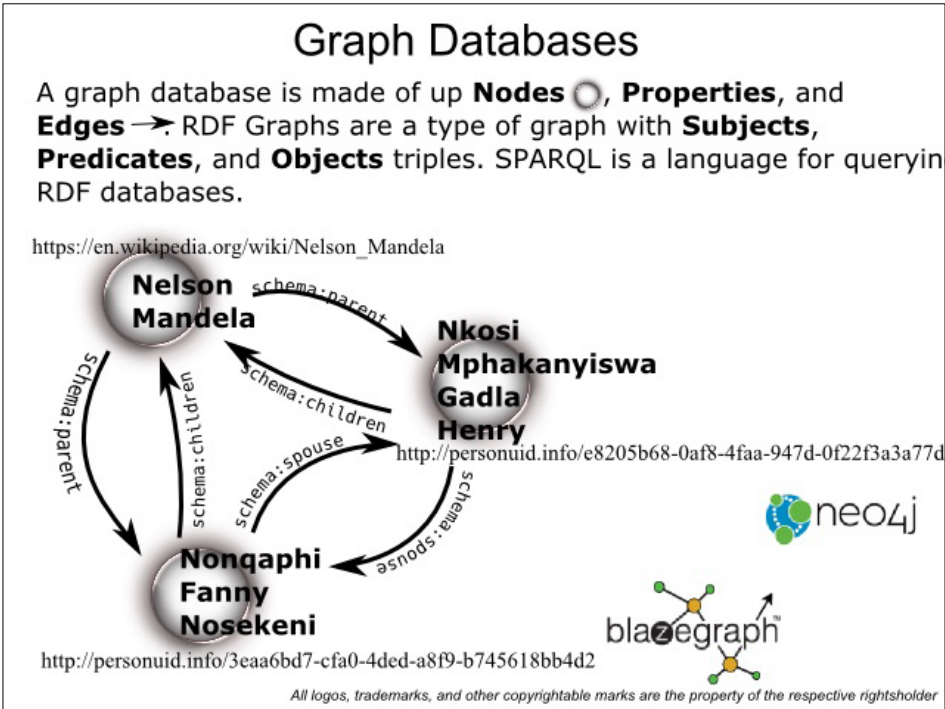 Graph Databases
A graph database is made of up Nodes , Properties, and
Edges . RDF Graphs are a type of graph with Subjects,
Predicates, and Objects triples. SPARQL is a language for queryin
RDF databases.
https://en.wikipedia.org/wiki/Nelson_Mandela
Nelson
Mandela
schema:parent
Nkosi
Mphakanyiswa
Gadla
Henry
http://personuid.info/e8205b68-0af8-4faa-947d-0f22f3a3a77d
schema:children
schema:parent
schema:children
schema:spouse
schema:spouse
neo4j
Nonqaphi
Fanny
Nosekeni
http://personuid.info/3eaa6bd7-cfa0-4ded-a8f9-b745618bb4d2
blazegraph™
All logos, trademarks, and other copyrightable marks are the property of the respective rightsholder